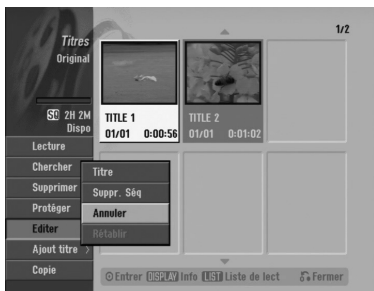 1/2
Titres
Original
SQ 2H 2M
Dispo
TITLE 1
01/01 0:00:56
TITLE 2
01/01 0:01:02
Lecture
Chercher
Supprimer
Protéger
Editer
Ajout titre >
Copie
Titre
Suppr. Séq
Annuler
Rétablir
Entrer DISPLAY Info LIST Liste de lect Fermer